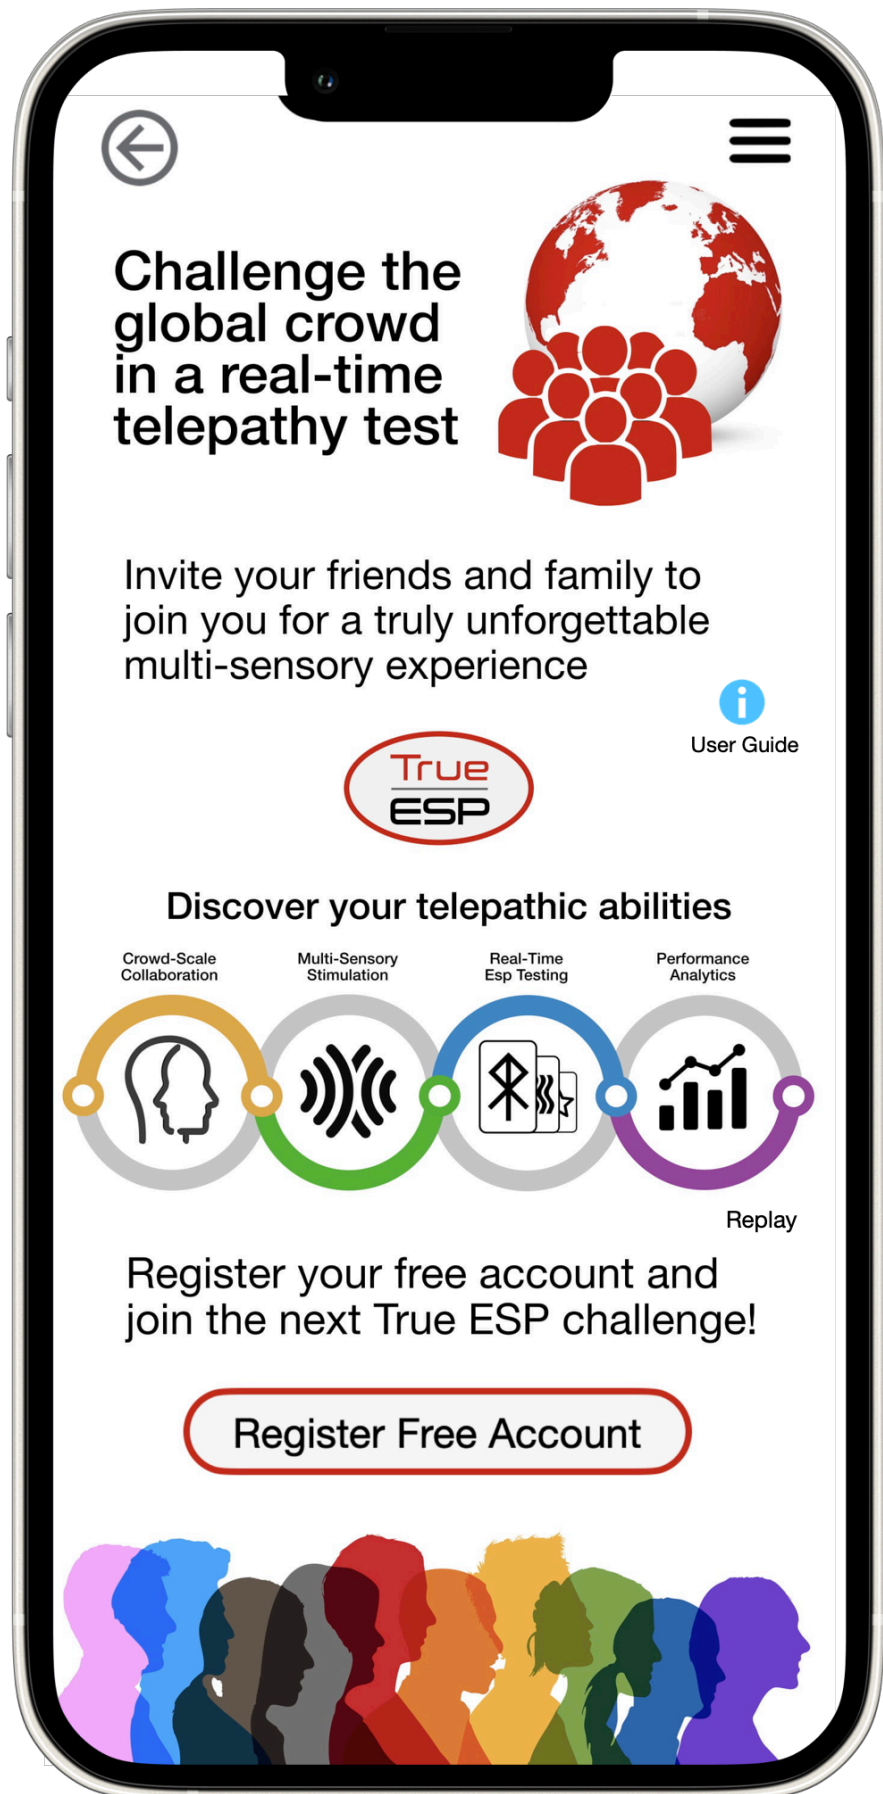 Challenge the
global crowd
in a real-time
telepathy test
Invite your friends and family to
join you for a truly unforgettable
multi-sensory experience
User Guide
True
ESP
Discover your telepathic abilities
Crowd-Scale
Collaboration
Multi-Sensory
Stimulation
Real-Time
Esp Testing
Performance
Analytics
Replay
Register your free account and
join the next True ESP challenge!
Register Free Account